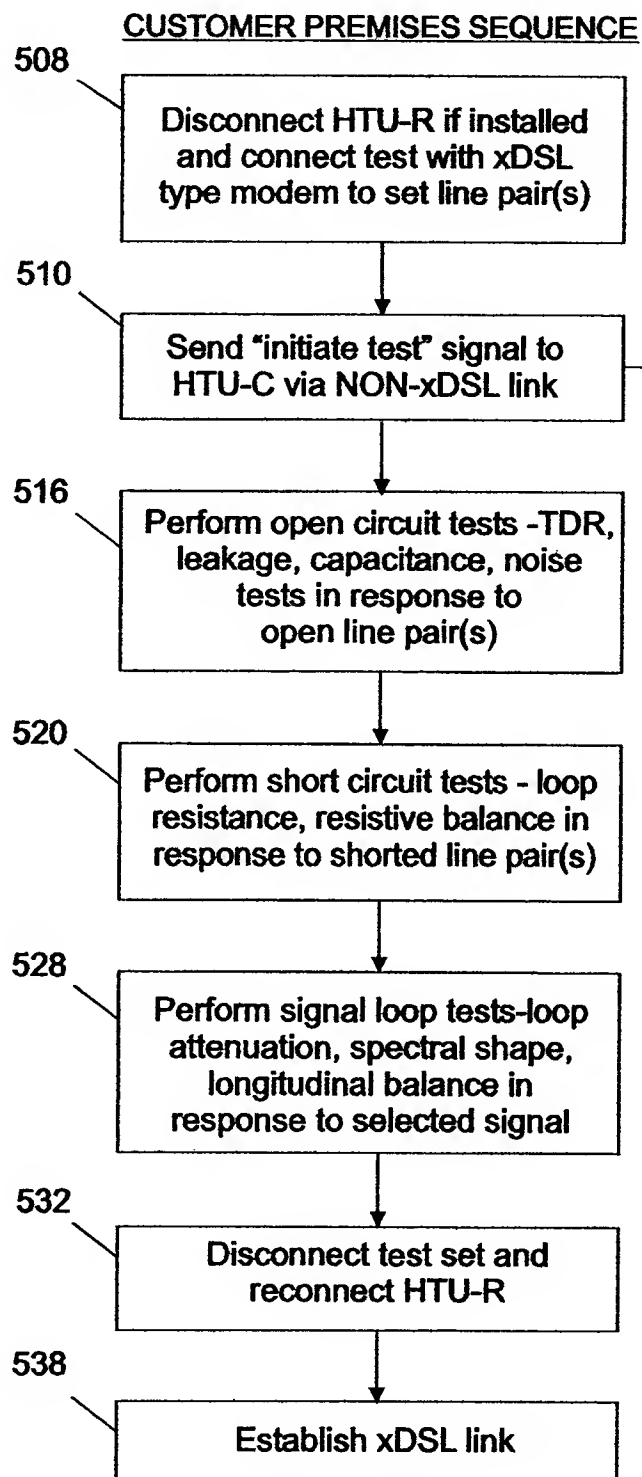 CUSTOMER PREMISES SEQUENCE
508
Disconnect HTU-R if installed
and connect test with xDSL
type modem to set line pair(s)
510
Send "initiate test" signal to
HTU-C via NON-xDSL link
516
Perform open circuit tests -TDR,
leakage, capacitance, noise
tests in response to
open line pair(s)
520
Perform short circuit tests - loop
resistance, resistive balance in
response to shorted line pair(s)
528
Perform signal loop tests-loop
attenuation, spectral shape,
longitudinal balance in
response to selected signal
532
Disconnect test set and
reconnect HTU-R
538
Establish xDSL link